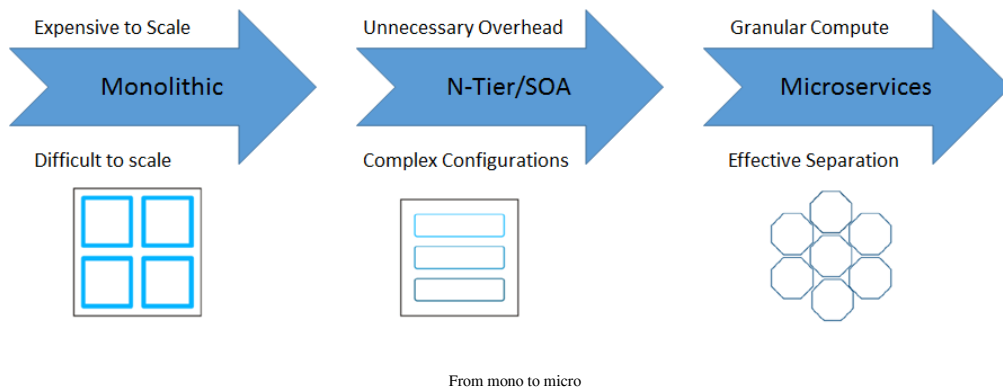 Expensive to Scale
Unnecessary Overhead
Granular Compute
Monolithic
N-Tier/SOA
Microservices
Difficult to scale
Complex Configurations
Effective Separation
From mono to micro